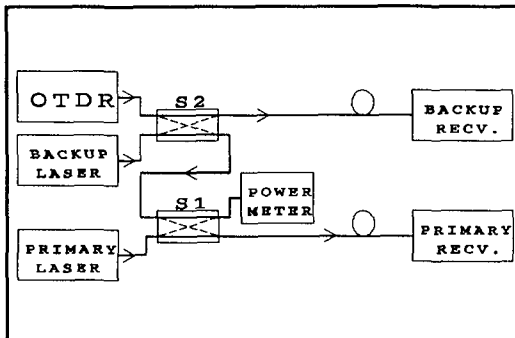 OTDR
S2
BACKUP
RECV.
BACKUP
LASER
POWER
METER
S1
PRIMARY
LASER
PRIMARY
RECV.